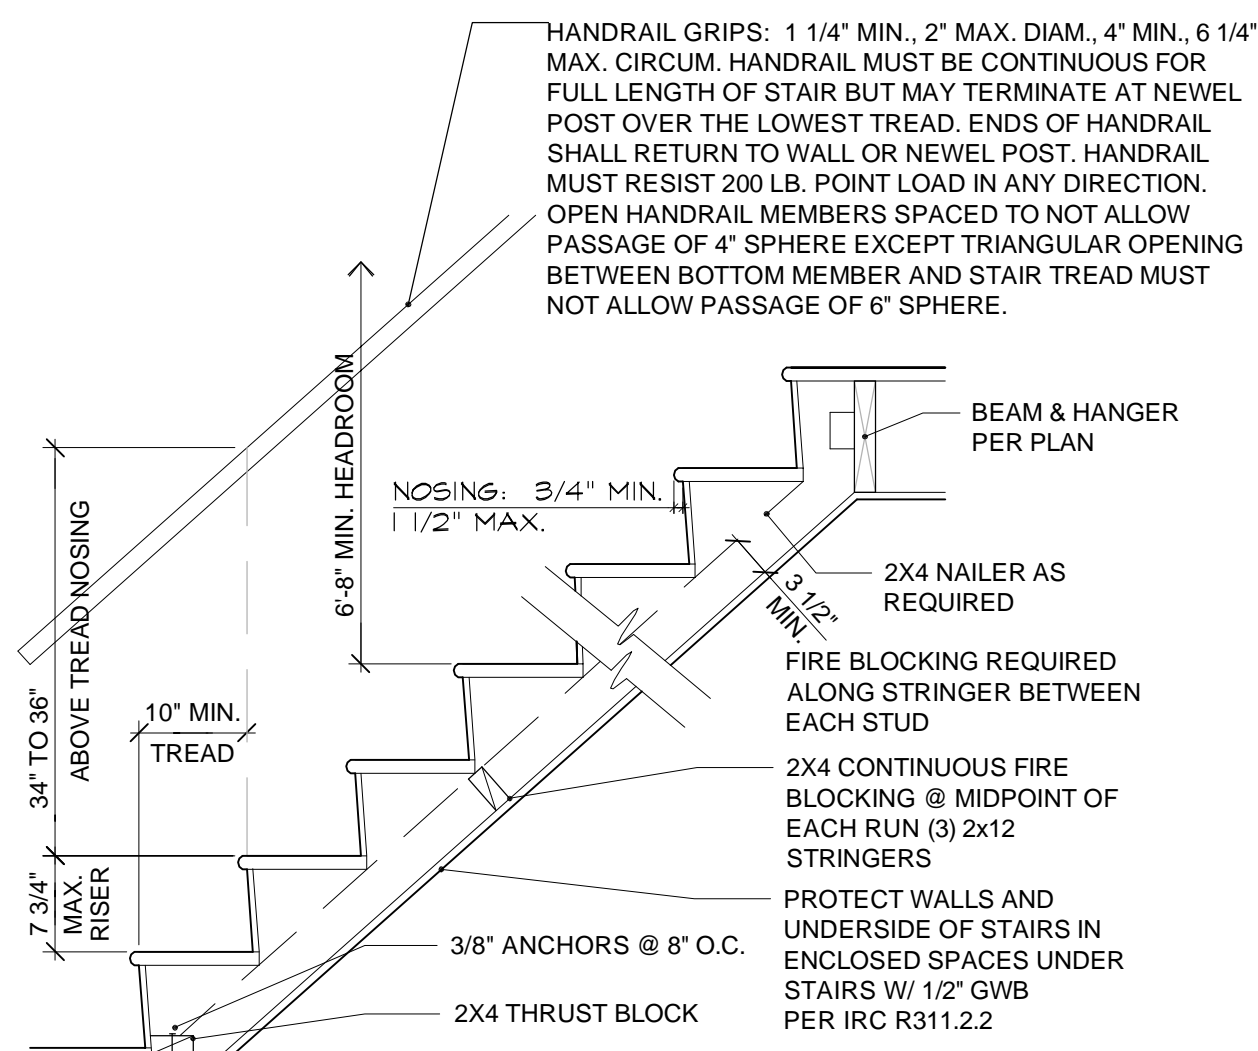 HANDRAIL GRIPS: 1 1/4" MIN., 2" MAX. DIAM., 4" MIN., 6 1/4"
MAX. CIRCUM. HANDRAIL MUST BE CONTINUOUS FOR
FULL LENGTH OF STAIR BUT MAY TERMINATE AT NEWEL
POST OVER THE LOWEST TREAD. ENDS OF HANDRAIL
SHALL RETURN TO WALL OR NEWEL POST. HANDRAIL
MUST RESIST 200 LB. POINT LOAD IN ANY DIRECTION.
OPEN HANDRAIL MEMBERS SPACED TO NOT ALLOW
PASSAGE OF 4" SPHERE EXCEPT TRIANGULAR OPENING
BETWEEN BOTTOM MEMBER AND STAIR TREAD MUST
NOT ALLOW PASSAGE OF 6" SPHERE.
6'-8" MIN. HEADROOM
BEAM & HANGER
PER PLAN
NOSING: 3/4" MIN.
1 1/2" MAX.
34" TO 36"
ABOVE TREAD NOSING
2X4 NAILER AS
REQUIRED
3 1/2"
MIN.
FIRE BLOCKING REQUIRED
ALONG STRINGER BETWEEN
EACH STUD
10" MIN.
TREAD
2X4 CONTINUOUS FIRE
BLOCKING @ MIDPOINT OF
EACH RUN (3) 2x12
STRINGERS
7 3/4"
MAX.
RISER
PROTECT WALLS AND
UNDERSIDE OF STAIRS IN
ENCLOSED SPACES UNDER
STAIRS W/ 1/2" GWB
PER IRC R311.2.2
3/8" ANCHORS @ 8" O.C.
2X4 THRUST BLOCK